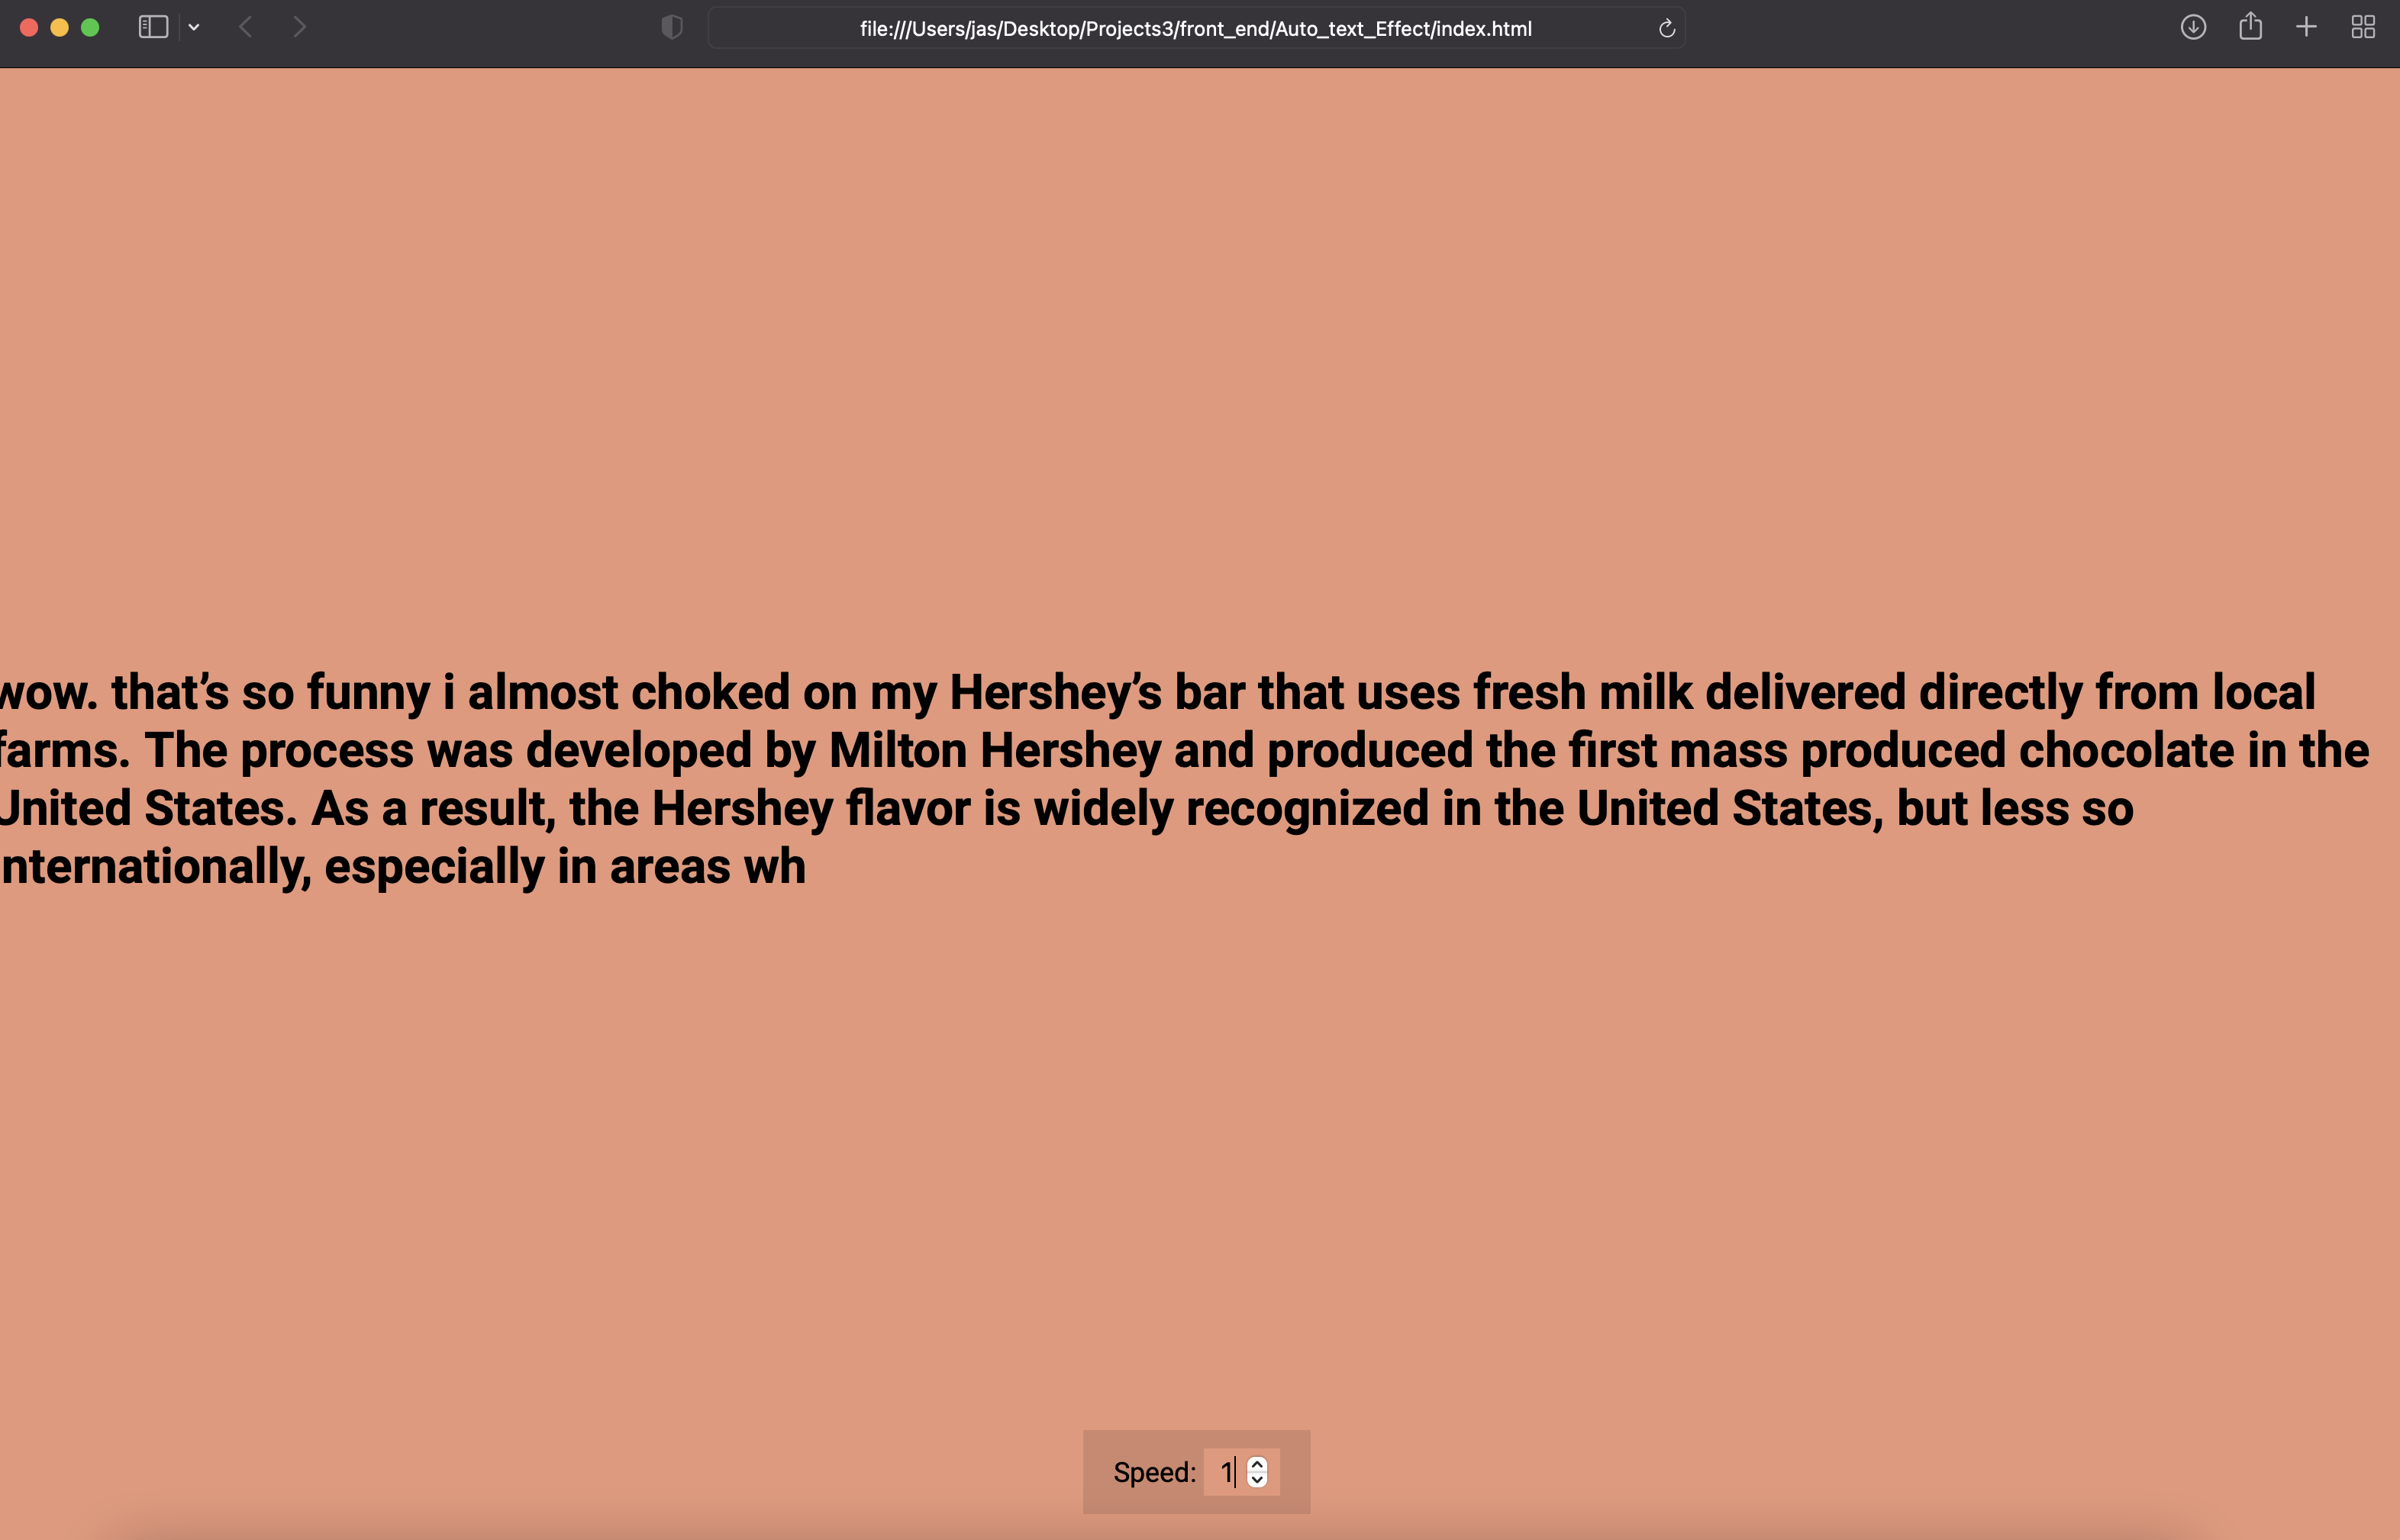 file:///Users/jas/Desktop/Projects3/front_end/Auto_text_Effect/index.html
wow. that’s so funny i almost choked on my Hershey’s bar that uses fresh milk delivered directly from local
farms. The process was developed by Milton Hershey and produced the first mass produced chocolate in the
United States. As a result, the Hershey flavor is widely recognized in the United States, but less so
internationally, especially in areas wh
Speed: 1